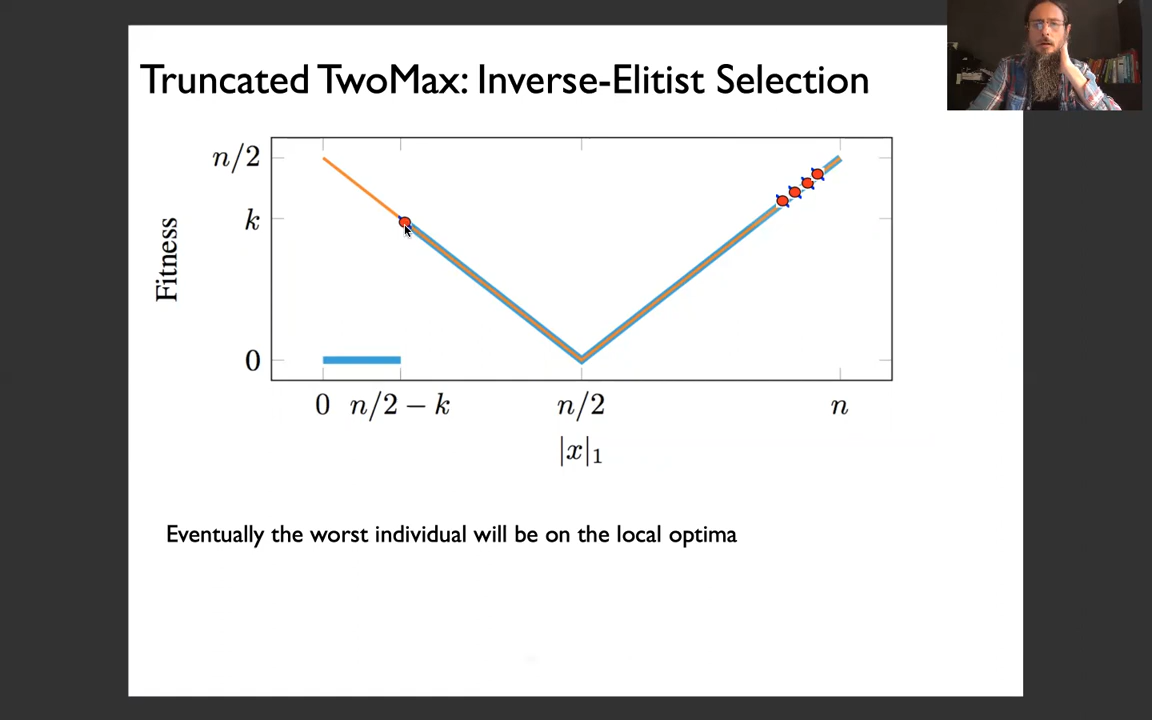 Truncated TwoMax: Inverse-Elitist Selection
n/2
k
Fitness
0
0 n/2 − k n/2 n
|x|₁
Eventually the worst individual will be on the local optima